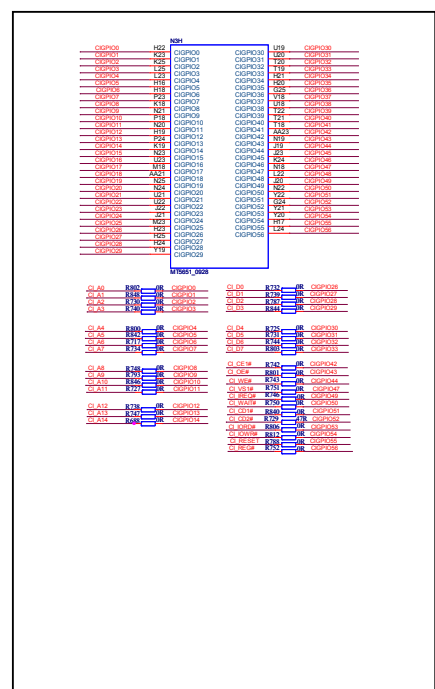 N3H
CIGPIO0 H22 CIGPIO0 CIGPIO30 U19 CIGPIO30
CIGPIO1 K23 CIGPIO1 CIGPIO31 U20 CIGPIO31
CIGPIO2 K25 CIGPIO2 CIGPIO32 T20 CIGPIO32
CIGPIO3 L25 CIGPIO3 CIGPIO33 T19 CIGPIO33
CIGPIO4 L23 CIGPIO4 CIGPIO34 H21 CIGPIO34
CIGPIO5 H16 CIGPIO5 CIGPIO35 H20 CIGPIO35
CIGPIO6 H18 CIGPIO6 CIGPIO36 G25 CIGPIO36
CIGPIO7 P23 CIGPIO7 CIGPIO37 V18 CIGPIO37
CIGPIO8 K18 CIGPIO8 CIGPIO38 U18 CIGPIO38
CIGPIO9 N21 CIGPIO9 CIGPIO39 T22 CIGPIO39
CIGPIO10 P18 CIGPIO10 CIGPIO40 T21 CIGPIO40
CIGPIO11 N20 CIGPIO11 CIGPIO41 T18 CIGPIO41
CIGPIO12 H19 CIGPIO12 CIGPIO42 AA23 CIGPIO42
CIGPIO13 P24 CIGPIO13 CIGPIO43 N19 CIGPIO43
CIGPIO14 K19 CIGPIO14 CIGPIO44 J19 CIGPIO44
CIGPIO15 N23 CIGPIO15 CIGPIO45 J23 CIGPIO45
CIGPIO16 U23 CIGPIO16 CIGPIO46 K24 CIGPIO46
CIGPIO17 M18 CIGPIO17 CIGPIO47 N18 CIGPIO47
CIGPIO18 AA21 CIGPIO18 CIGPIO48 L22 CIGPIO48
CIGPIO19 N25 CIGPIO19 CIGPIO49 J20 CIGPIO49
CIGPIO20 N24 CIGPIO20 CIGPIO50 N22 CIGPIO50
CIGPIO21 U21 CIGPIO21 CIGPIO51 Y22 CIGPIO51
CIGPIO22 U22 CIGPIO22 CIGPIO52 G24 CIGPIO52
CIGPIO23 J22 CIGPIO23 CIGPIO53 Y21 CIGPIO53
CIGPIO24 J21 CIGPIO24 CIGPIO54 Y20 CIGPIO54
CIGPIO25 M23 CIGPIO25 CIGPIO55 H17 CIGPIO55
CIGPIO26 H23 CIGPIO26 CIGPIO56 L24 CIGPIO56
CIGPIO27 H25 CIGPIO27
CIGPIO28 H24 CIGPIO28
CIGPIO29 Y19 CIGPIO29
MT5651_0928
CI_A0 R802 0R CIGPIO0
CI_A1 R848 0R CIGPIO1
CI_A2 R730 0R CIGPIO2
CI_A3 R740 0R CIGPIO3
CI_A4 R800 0R CIGPIO4
CI_A5 R842 0R CIGPIO5
CI_A6 R717 0R CIGPIO6
CI_A7 R734 0R CIGPIO7
CI_A8 R748 0R CIGPIO8
CI_A9 R793 0R CIGPIO9
CI_A10 R846 0R CIGPIO10
CI_A11 R727 0R CIGPIO11
CI_A12 R738 0R CIGPIO12
CI_A13 R747 0R CIGPIO13
CI_A14 R688 0R CIGPIO14
CI_D0 R732 0R CIGPIO26
CI_D1 R739 0R CIGPIO27
CI_D2 R787 0R CIGPIO28
CI_D3 R844 0R CIGPIO29
CI_D4 R725 0R CIGPIO30
CI_D5 R731 0R CIGPIO31
CI_D6 R744 0R CIGPIO32
CI_D7 R803 0R CIGPIO33
CI_CE1# R742 0R CIGPIO42
CI_OE# R801 0R CIGPIO43
CI_WE# R743 0R CIGPIO44
CI_VS1# R751 0R CIGPIO47
CI_IREQ# R746 0R CIGPIO49
CI_WAIT# R750 0R CIGPIO50
CI_CD1# R840 0R CIGPIO51
CI_CD2# R729 47R CIGPIO52
CI_IORD# R806 0R CIGPIO53
CI_IOWR# R812 0R CIGPIO54
CI_RESET R788 0R CIGPIO55
CI_REG# R752 0R CIGPIO56